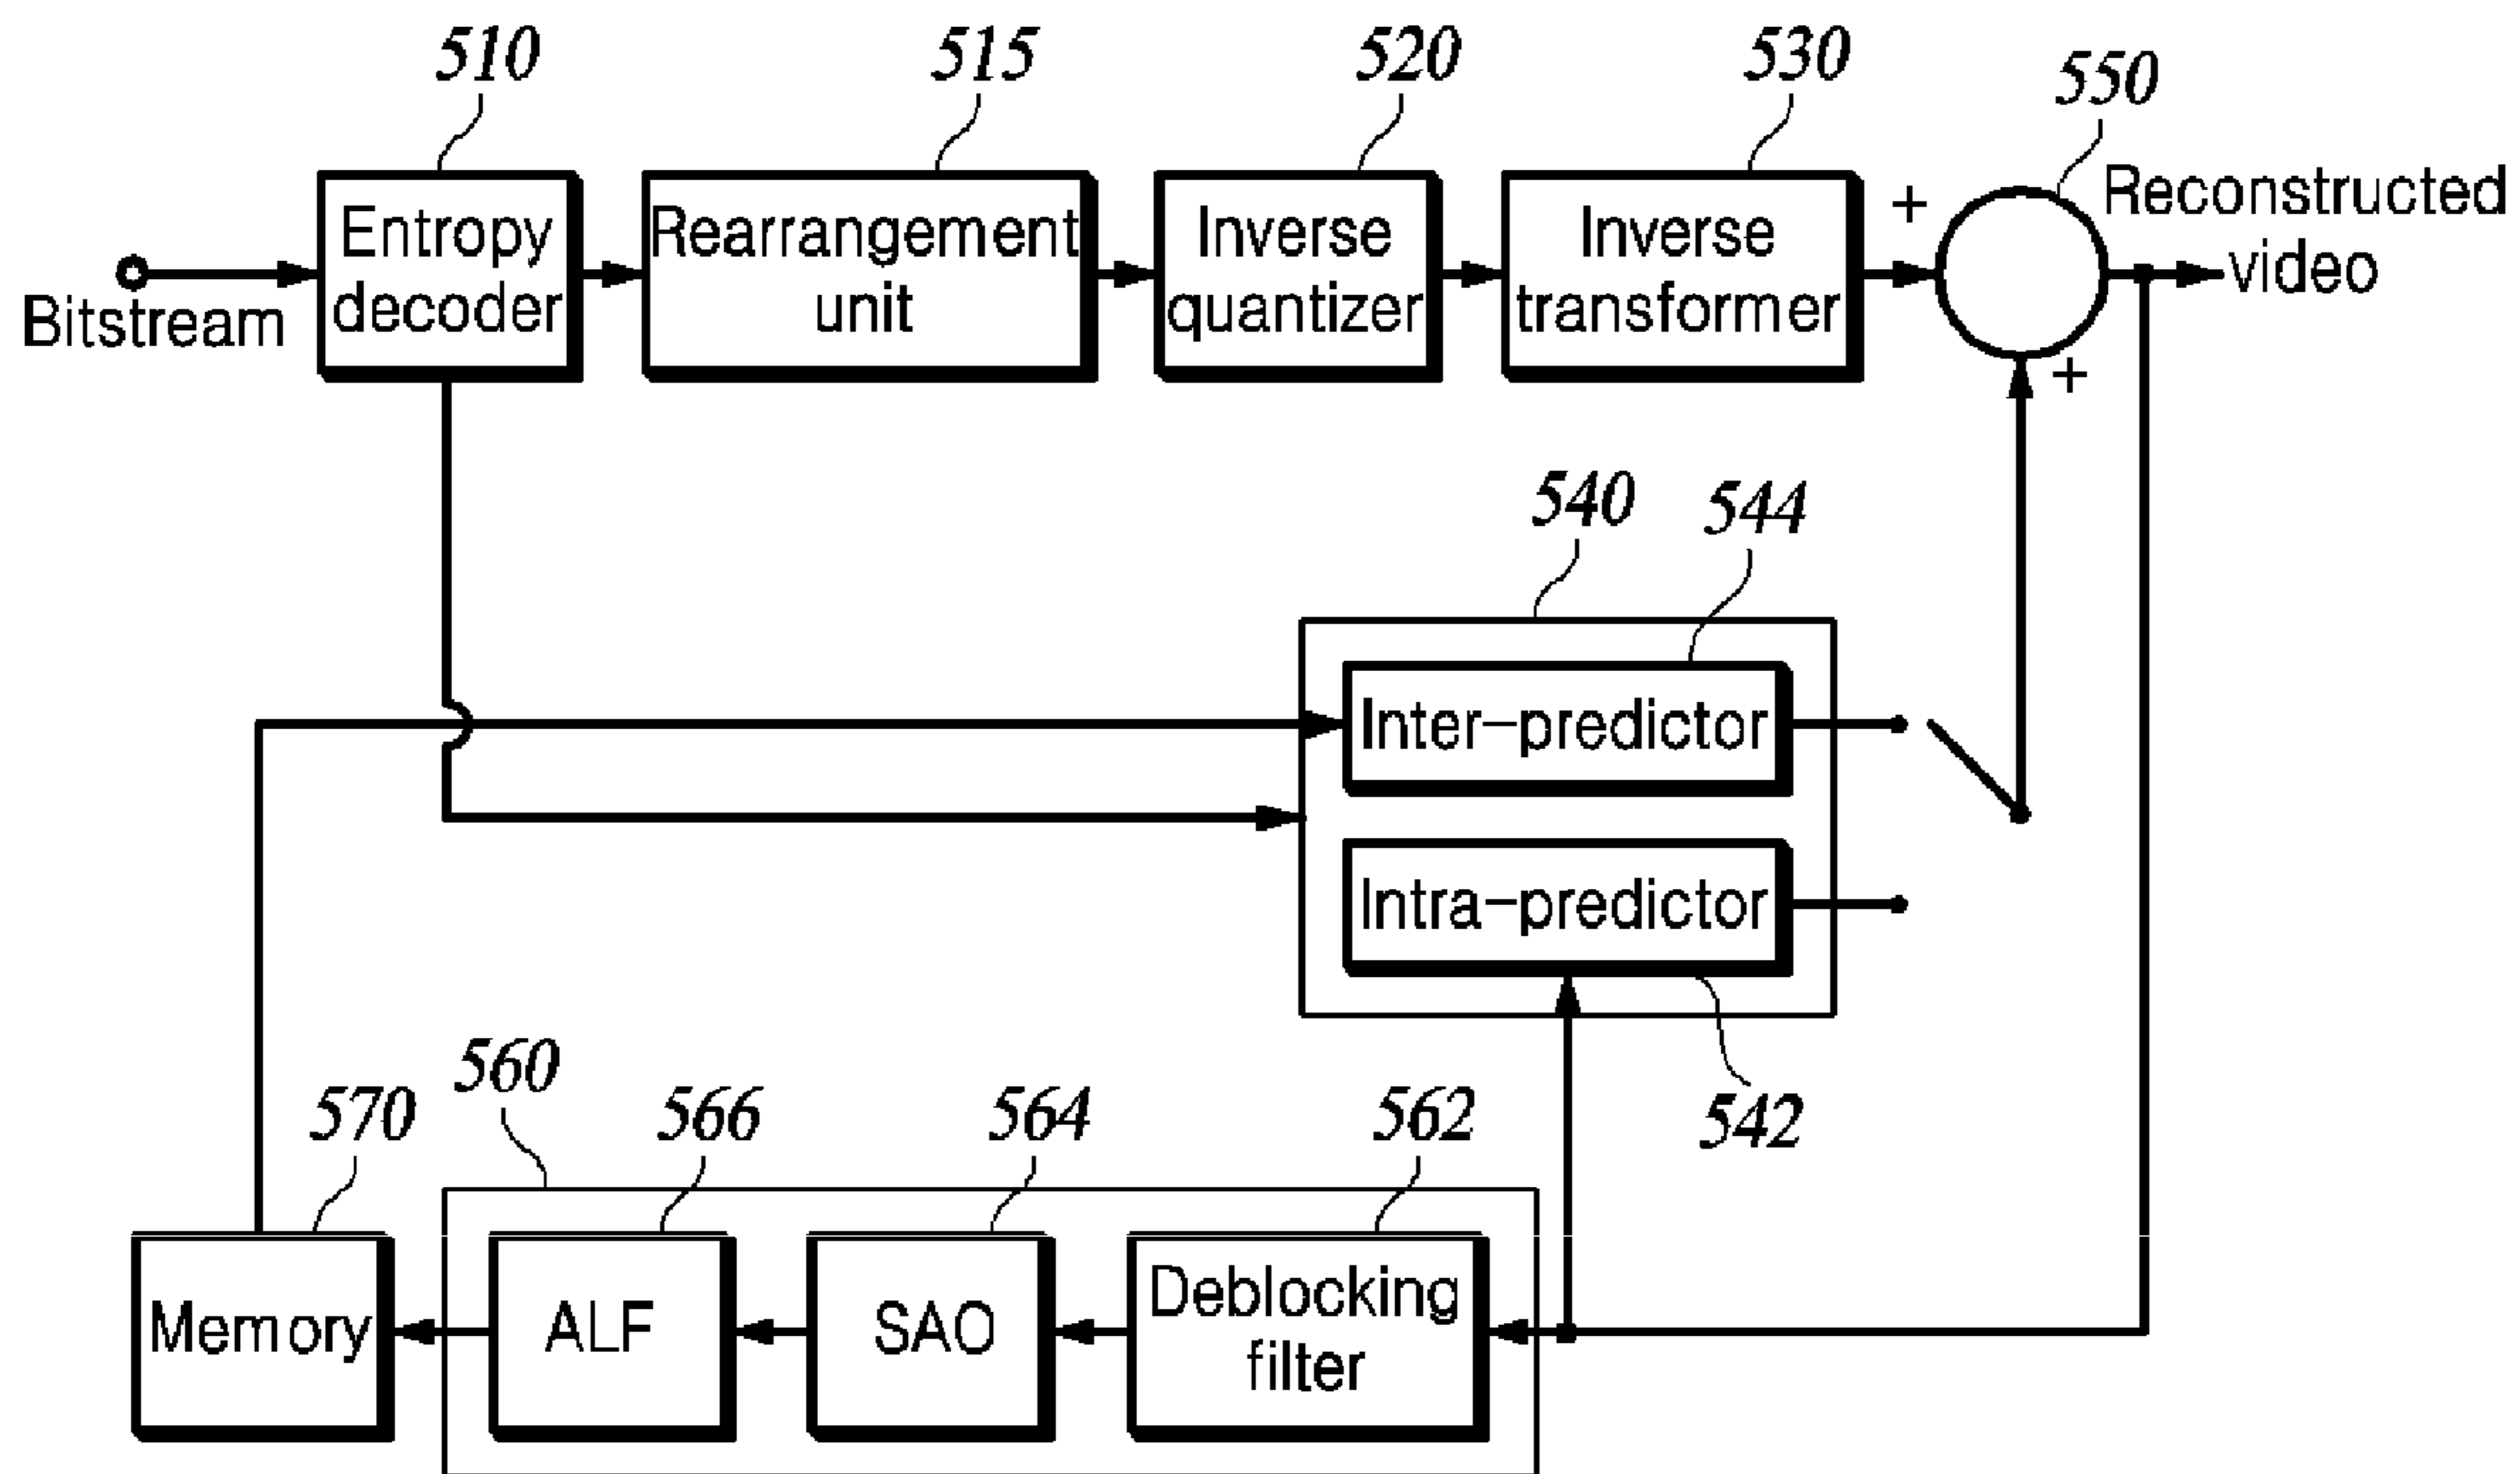 510
515
520
530
550
Entropy
decoder
Rearrangement
unit
Inverse
quantizer
Inverse
transformer
+
Reconstructed
video
Bitstream
+
540
544
Inter-predictor
Intra-predictor
542
560
570
566
564
562
Memory
ALF
SAO
Deblocking
filter